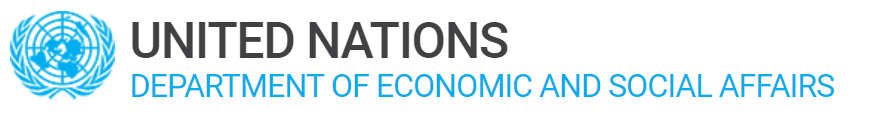 UNITED NATIONS
DEPARTMENT OF ECONOMIC AND SOCIAL AFFAIRS